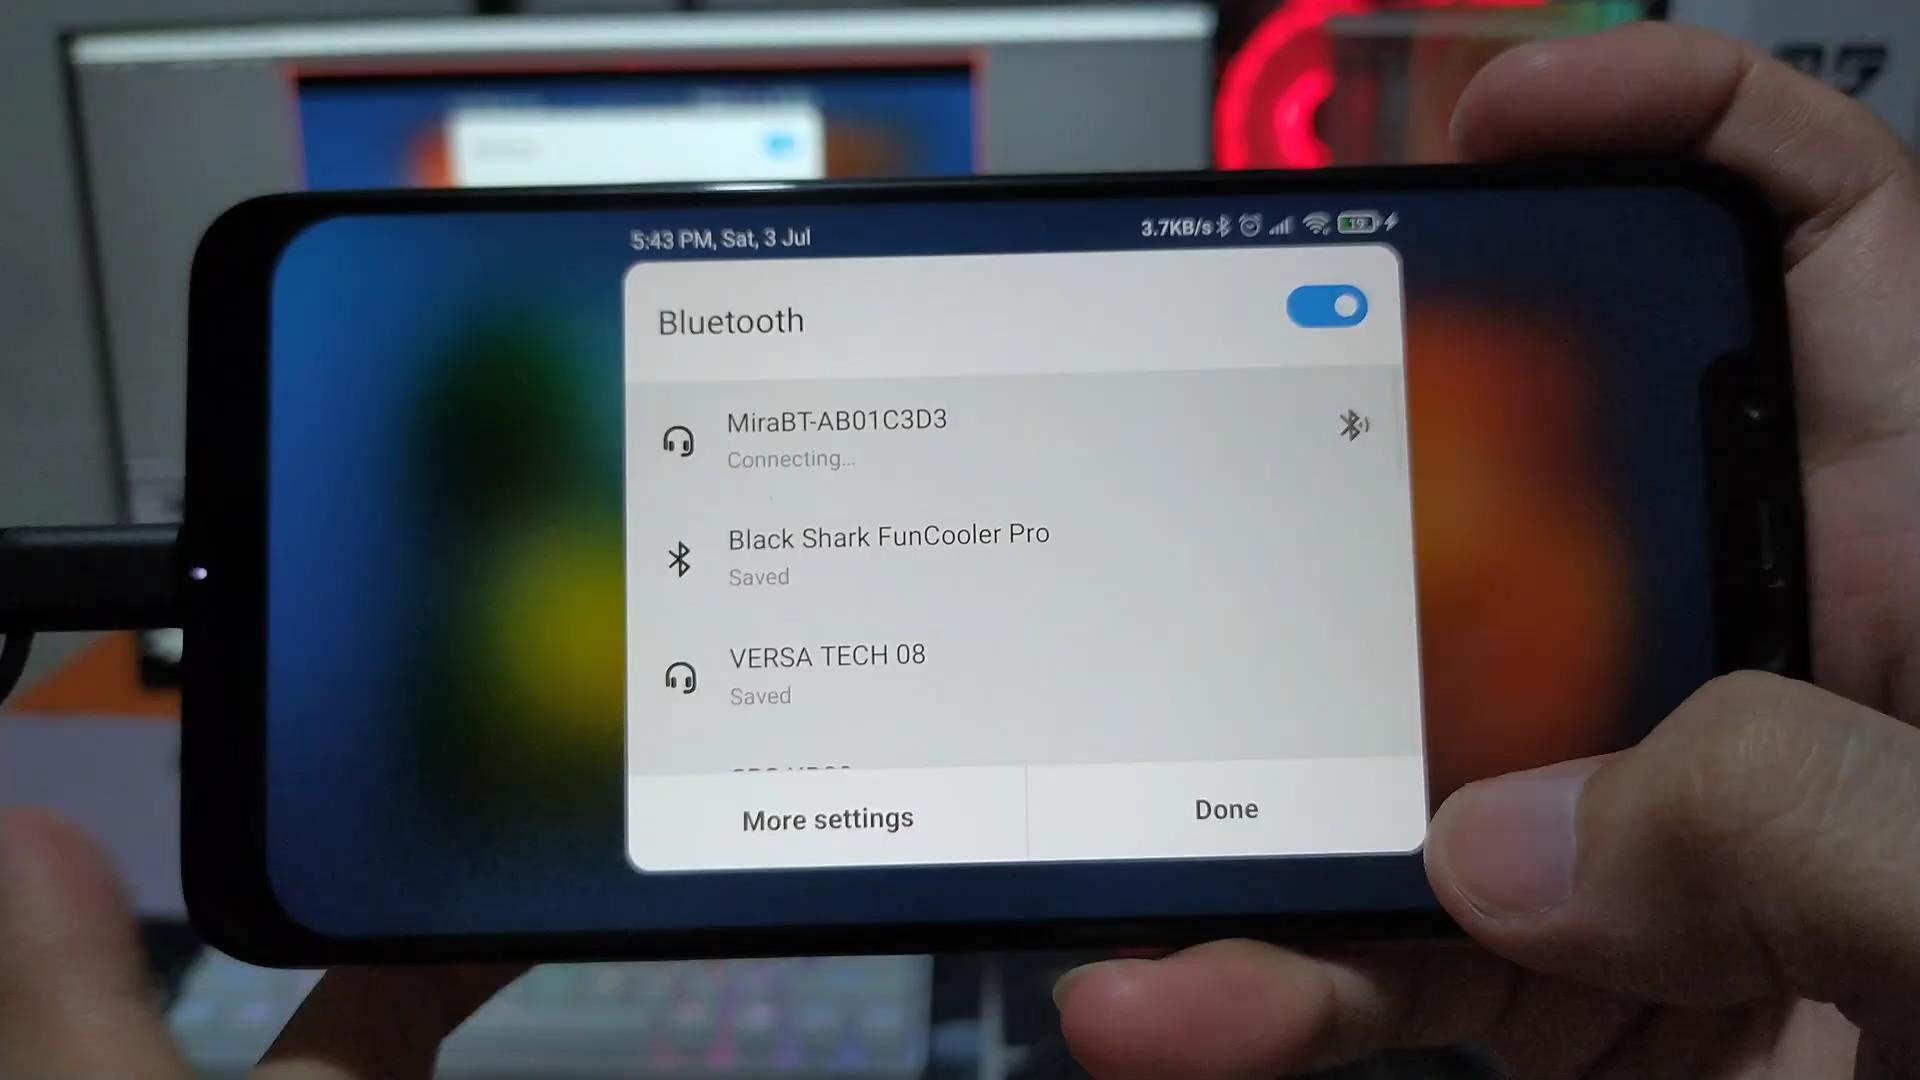 5:43 PM, Sat, 3 Jul
3.7KB/s
19
Bluetooth
MiraBT-AB01C3D3
Connecting...
Black Shark FunCooler Pro
Saved
VERSA TECH 08
Saved
More settings
Done